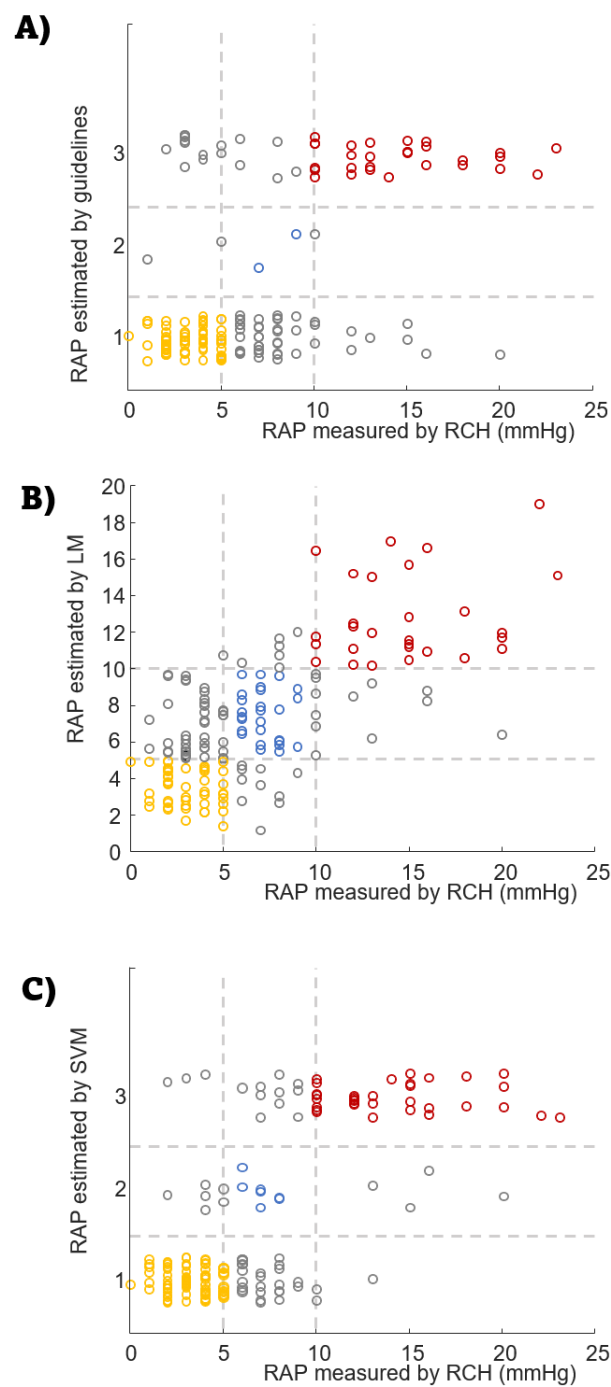 A)
RAP estimated by guidelines
3
2
1
0 5 10 15 20 25
RAP measured by RCH (mmHg)
B)
RAP estimated by LM
20
18
16
14
12
10
8
6
4
2
0
0 5 10 15 20 25
RAP measured by RCH (mmHg)
C)
RAP estimated by SVM
3
2
1
0 5 10 15 20 25
RAP measured by RCH (mmHg)